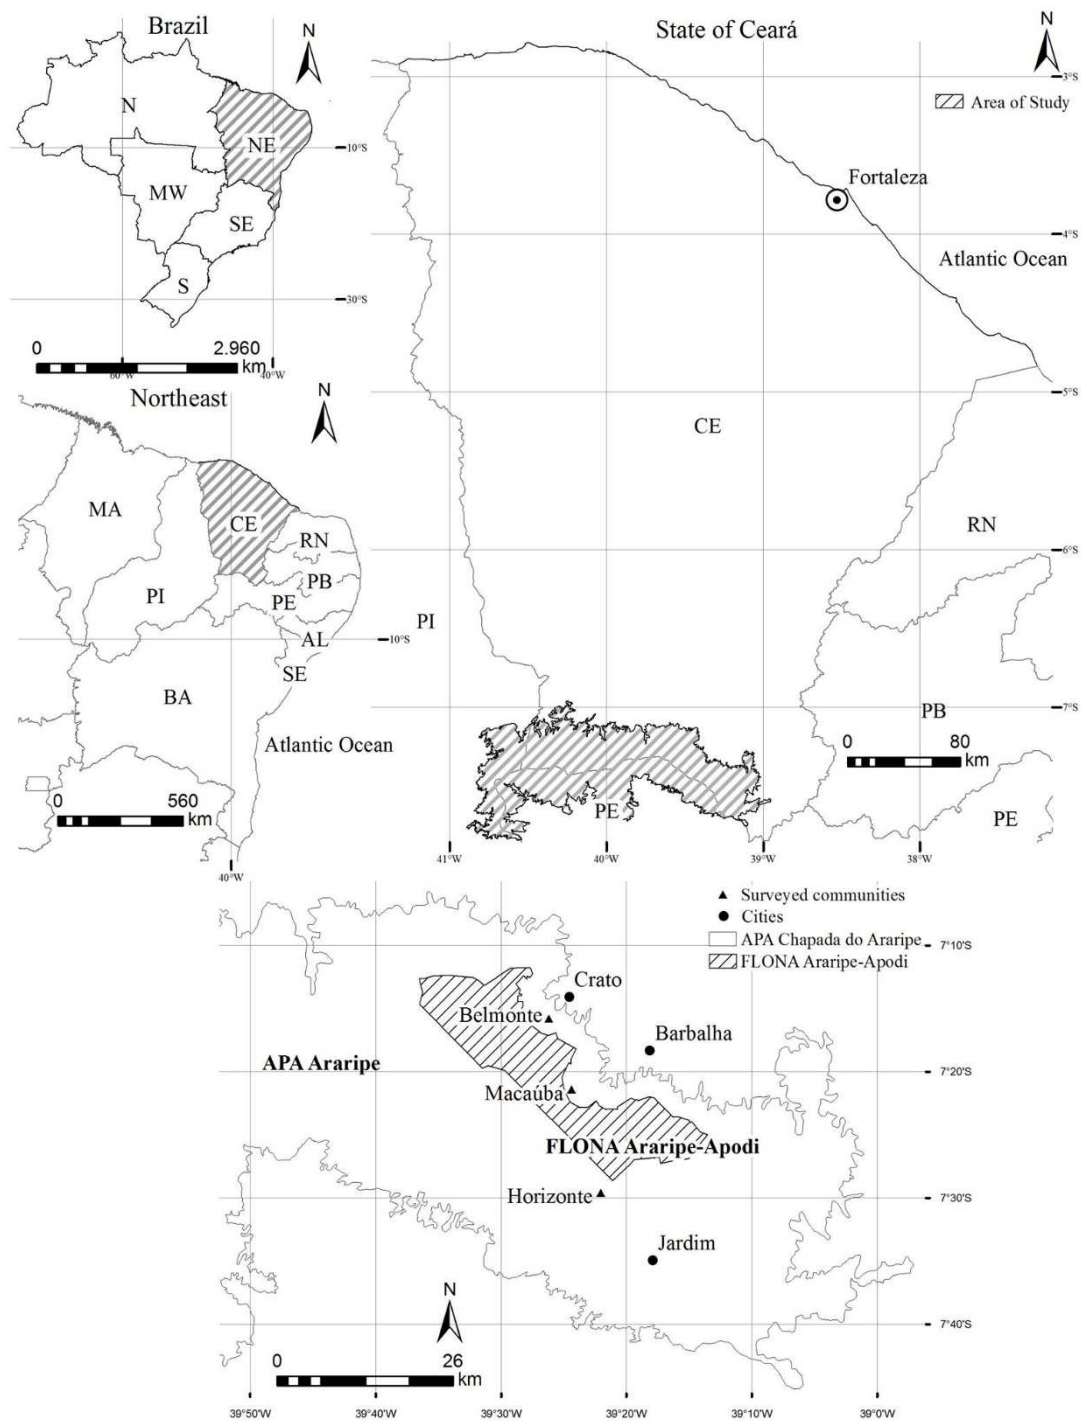 Brazil
N
N
NE
10°S
MW
SE
S
30°S
0 2.960
km
60°W 40°W
Northeast
N
MA
CE
RN
PB
PI
PE
AL
10°S
SE
BA
Atlantic Ocean
0 560
km
40°W
State of Ceará
N
3°S
Area of Study
Fortaleza
4°S
Atlantic Ocean
5°S
CE
RN
6°S
PI
7°S
PB
0 80
km
PE
PE
41°W 40°W 39°W 38°W
Surveyed communities
Cities
APA Chapada do Araripe
FLONA Araripe-Apodi
7°10'S
Crato
Belmonte
Barbalha
APA Araripe
7°20'S
Macaúba
FLONA Araripe-Apodi
Horizonte
7°30'S
Jardim
N
7°40'S
0 26
km
39°50'W 39°40'W 39°30'W 39°20'W 39°10'W 39°0'W